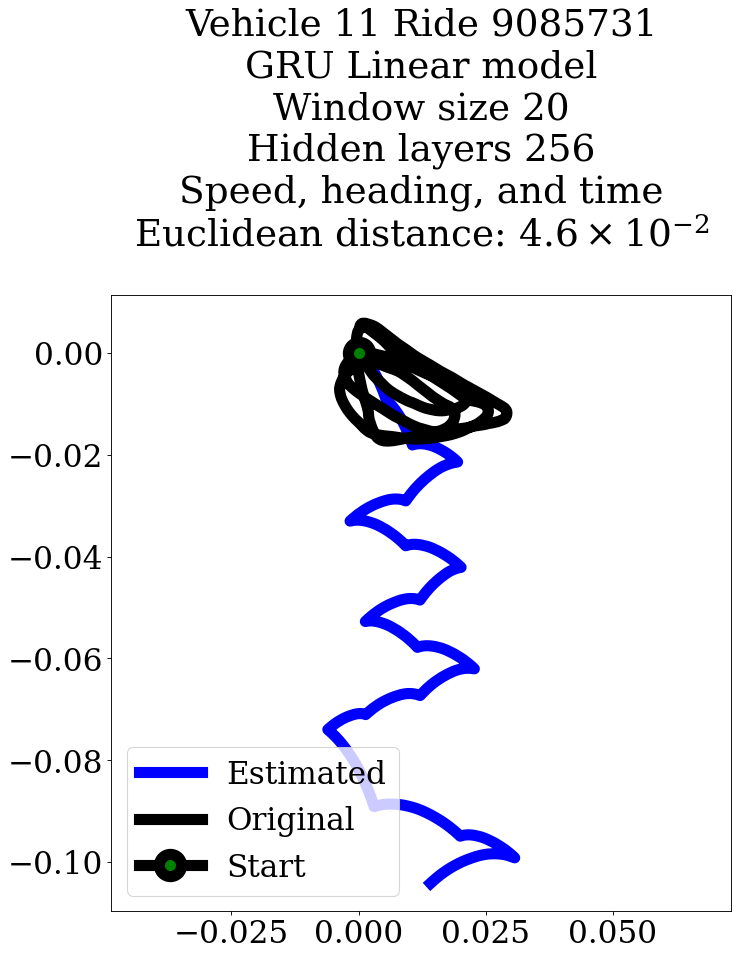 Vehicle 11 Ride 9085731
GRU Linear model
Window size 20
Hidden layers 256
Speed, heading, and time
Euclidean distance: 4.6 × 10⁻²
0.00
−0.02
−0.04
−0.06
−0.08
−0.10
Estimated
Original
Start
−0.025 0.000 0.025 0.050